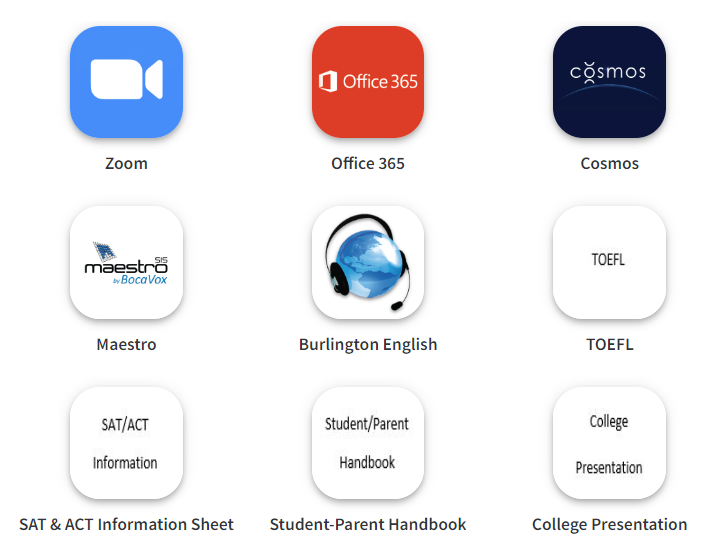 Office 365
cosmos
Zoom
Office 365
Cosmos
SIS
maestro
by BocaVox
TOEFL
Maestro
Burlington English
TOEFL
SAT/ACT
Information
Student/Parent
Handbook
College
Presentation
SAT & ACT Information Sheet
Student-Parent Handbook
College Presentation